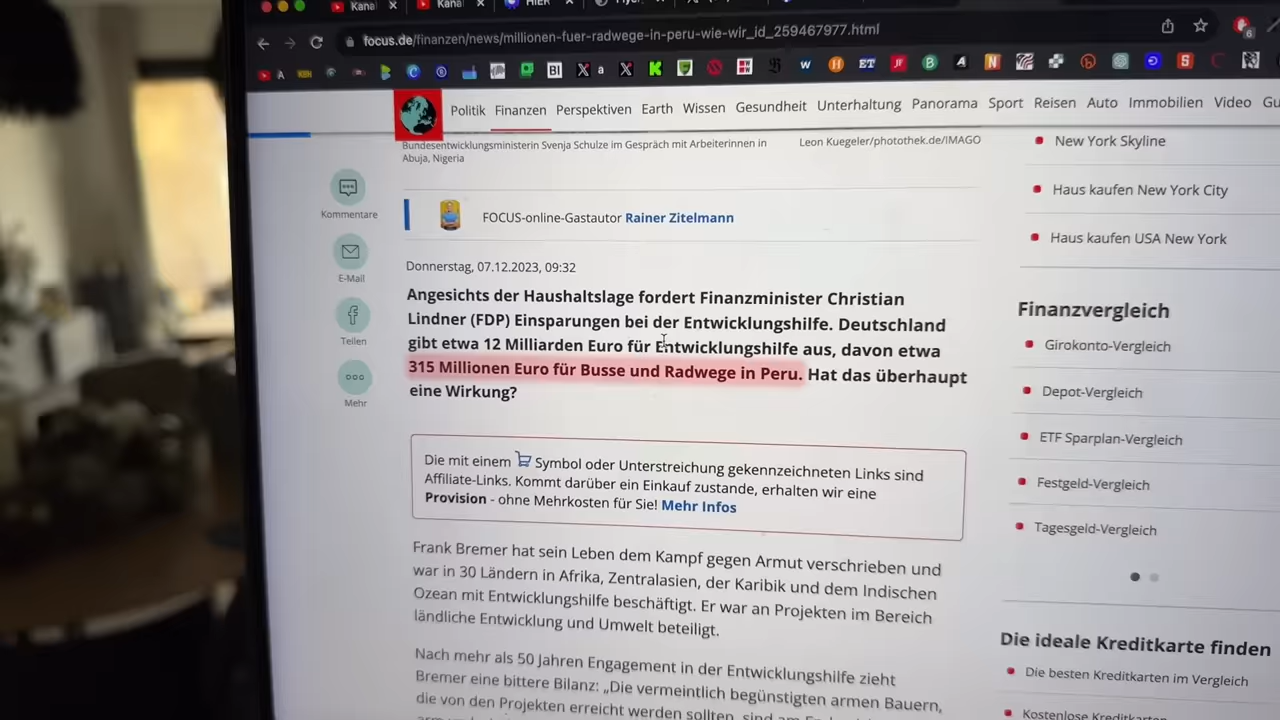 Kana
Kana
HIER
focus.de/finanzen/news/millionen-fuer-radwege-in-peru-wie-wir_id_259467977.html
6
A
BI
a
W
H
ET
JF
B
A
N
S
Politik Finanzen Perspektiven Earth Wissen Gesundheit Unterhaltung Panorama Sport Reisen Auto Immobilien Video
Bundesentwicklungsministerin Svenja Schulze im Gespräch mit Arbeiterinnen in
Abuja, Nigeria
Leon Kuegeler/photothek.de/IMAGO
Kommentare
E-Mail
Teilen
Mehr
FOCUS-online-Gastautor Rainer Zitelmann
Donnerstag, 07.12.2023, 09:32
Angesichts der Haushaltslage fordert Finanzminister Christian
Lindner (FDP) Einsparungen bei der Entwicklungshilfe. Deutschland
gibt etwa 12 Milliarden Euro für Entwicklungshilfe aus, davon etwa
315 Millionen Euro für Busse und Radwege in Peru. Hat das überhaupt
eine Wirkung?
Die mit einem Symbol oder Unterstreichung gekennzeichneten Links sind
Affiliate-Links. Kommt darüber ein Einkauf zustande, erhalten wir eine
Provision - ohne Mehrkosten für Sie! Mehr Infos
Frank Bremer hat sein Leben dem Kampf gegen Armut verschrieben und
war in 30 Ländern in Afrika, Zentralasien, der Karibik und dem Indischen
Ozean mit Entwicklungshilfe beschäftigt. Er war an Projekten im Bereich
ländliche Entwicklung und Umwelt beteiligt.
Nach mehr als 50 Jahren Engagement in der Entwicklungshilfe zieht
Bremer eine bittere Bilanz: „Die vermeintlich begünstigten armen Bauern,
die von den Projekten erreicht werden sollten, sind am
New York Skyline
Haus kaufen New York City
Haus kaufen USA New York
Finanzvergleich
Girokonto-Vergleich
Depot-Vergleich
ETF Sparplan-Vergleich
Festgeld-Vergleich
Tagesgeld-Vergleich
Die ideale Kreditkarte finden
Die besten Kreditkarten im Vergleich
Kostenlose Kreditkarten